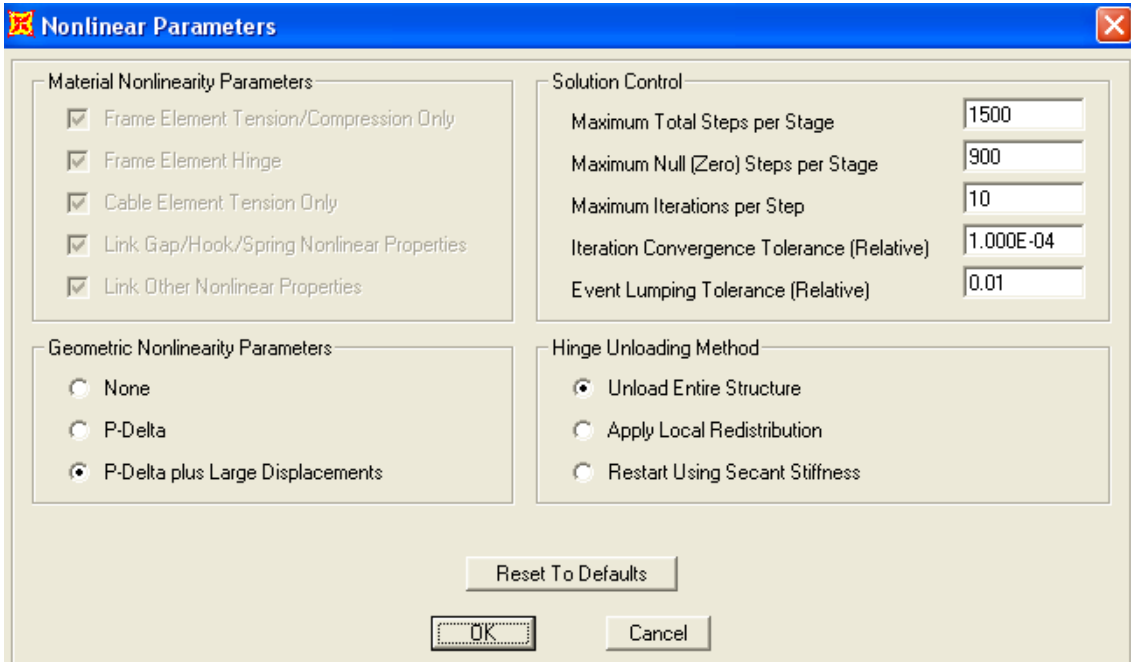 Nonlinear Parameters
Material Nonlinearity Parameters
Frame Element Tension/Compression Only
Frame Element Hinge
Cable Element Tension Only
Link Gap/Hook/Spring Nonlinear Properties
Link Other Nonlinear Properties
Solution Control
Maximum Total Steps per Stage 1500
Maximum Null (Zero) Steps per Stage 900
Maximum Iterations per Step 10
Iteration Convergence Tolerance (Relative) 1.000E-04
Event Lumping Tolerance (Relative) 0.01
Geometric Nonlinearity Parameters
None
P-Delta
P-Delta plus Large Displacements
Hinge Unloading Method
Unload Entire Structure
Apply Local Redistribution
Restart Using Secant Stiffness
Reset To Defaults
OK Cancel